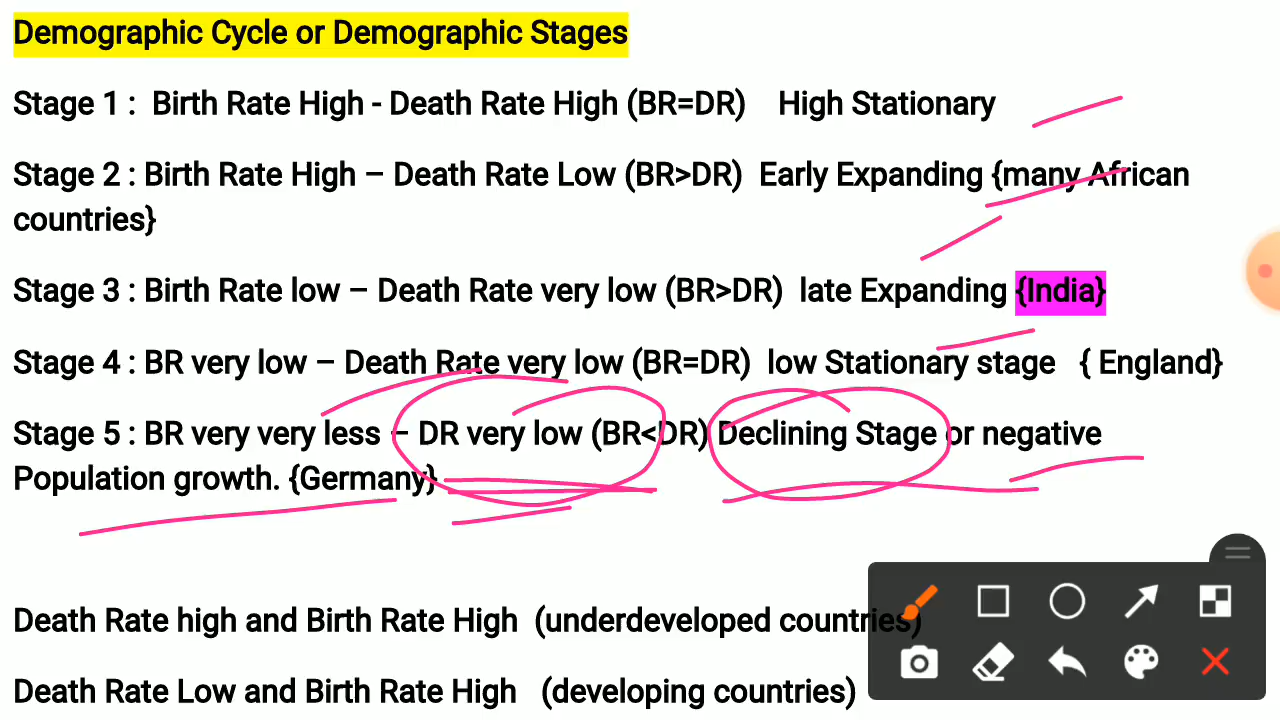 Demographic Cycle or Demographic Stages
Stage 1 : Birth Rate High - Death Rate High (BR=DR) High Stationary
Stage 2 : Birth Rate High – Death Rate Low (BR>DR) Early Expanding {many African
countries}
Stage 3 : Birth Rate low – Death Rate very low (BR>DR) late Expanding {India}
Stage 4 : BR very low – Death Rate very low (BR=DR) low Stationary stage { England}
Stage 5 : BR very very less – DR very low (BR<DR) Declining Stage or negative
Population growth. {Germany}
Death Rate high and Birth Rate High (underdeveloped countries)
Death Rate Low and Birth Rate High (developing countries)